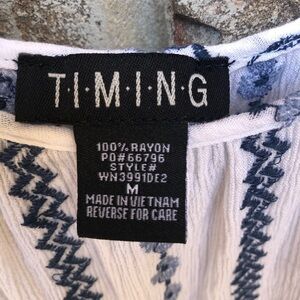 T·I·M·I·N·G
100% RAYON
PO#66796
STYLE#
WN3991DE2
M
MADE IN VIETNAM
REVERSE FOR CARE